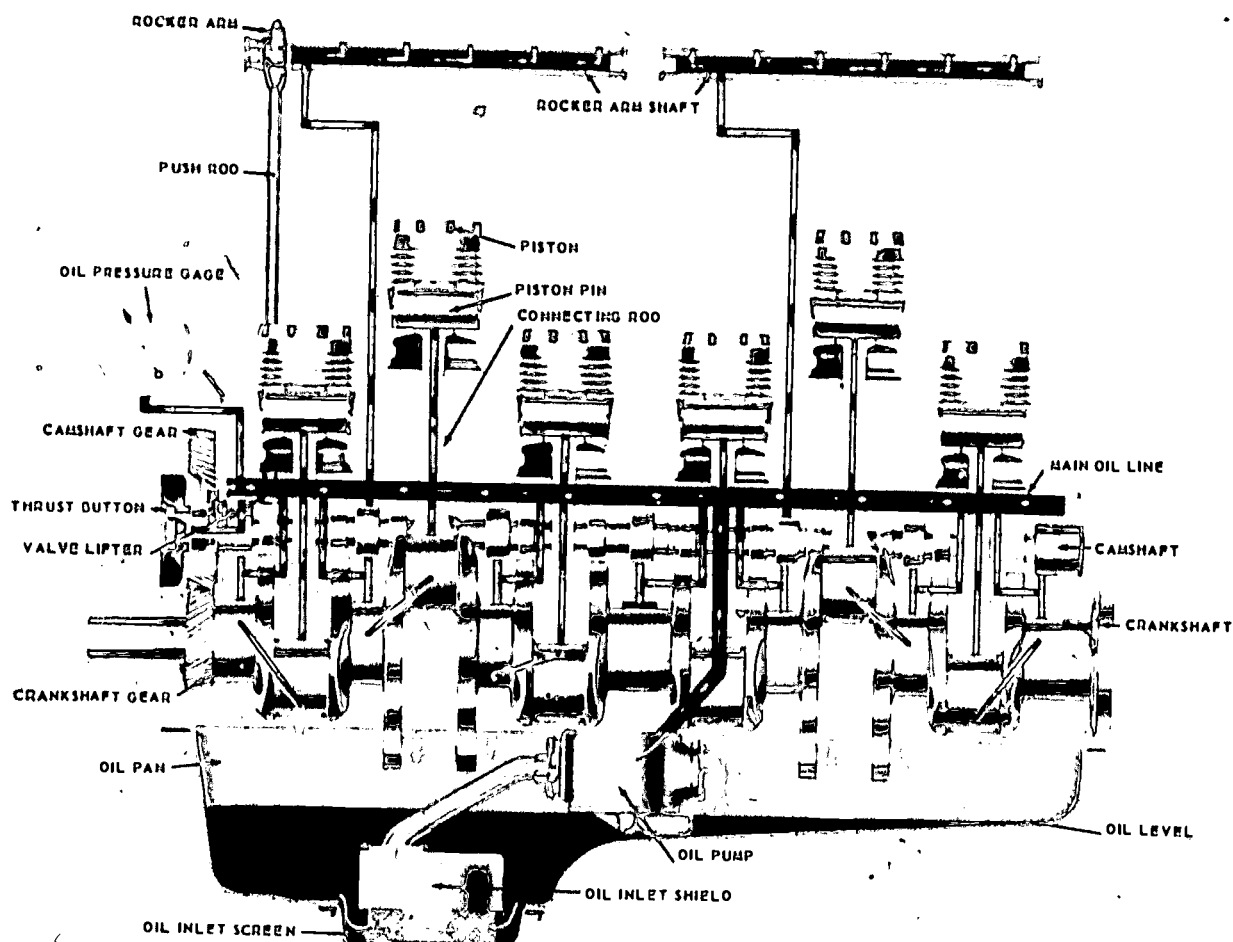 ROCKER ARM
ROCKER ARM SHAFT
PUSH ROD
PISTON
OIL PRESSURE GAGE
PISTON PIN
CONNECTING ROD
CAMSHAFT GEAR
MAIN OIL LINE
THRUST BUTTON
VALVE LIFTER
CAMSHAFT
CRANKSHAFT
CRANKSHAFT GEAR
OIL PAN
OIL LEVEL
OIL PUMP
OIL INLET SHIELD
OIL INLET SCREEN